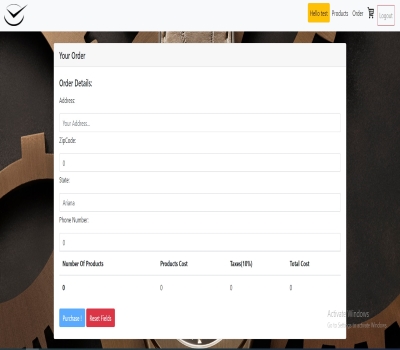 Hello test Products Order Logout
Your Order
Order Details:
Address:
Your Address...
ZipCode:
0
State:
Ariana
Phone Number:
0
Number Of Products Products Cost Taxes(10%) Total Cost
0 0 0 0
Purchase ! Reset Fields
Activate Windows
Go to Settings to activate Windows.